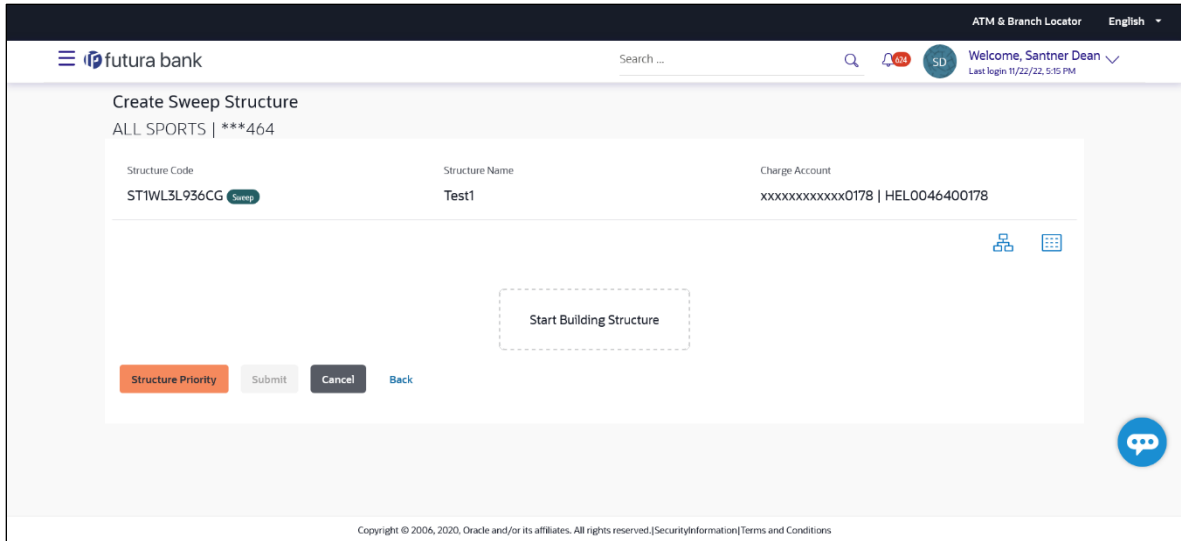 ATM & Branch Locator English
futura bank
Search ...
624
SD
Welcome, Santner Dean
Last login 11/22/22, 5:15 PM
Create Sweep Structure
ALL SPORTS | ***464
Structure Code Structure Name Charge Account
ST1WL3L936CG Sweep Test1 xxxxxxxxxxxx0178 | HEL0046400178
Start Building Structure
Structure Priority Submit Cancel Back
Copyright © 2006, 2020, Oracle and/or its affiliates. All rights reserved.|SecurityInformation|Terms and Conditions